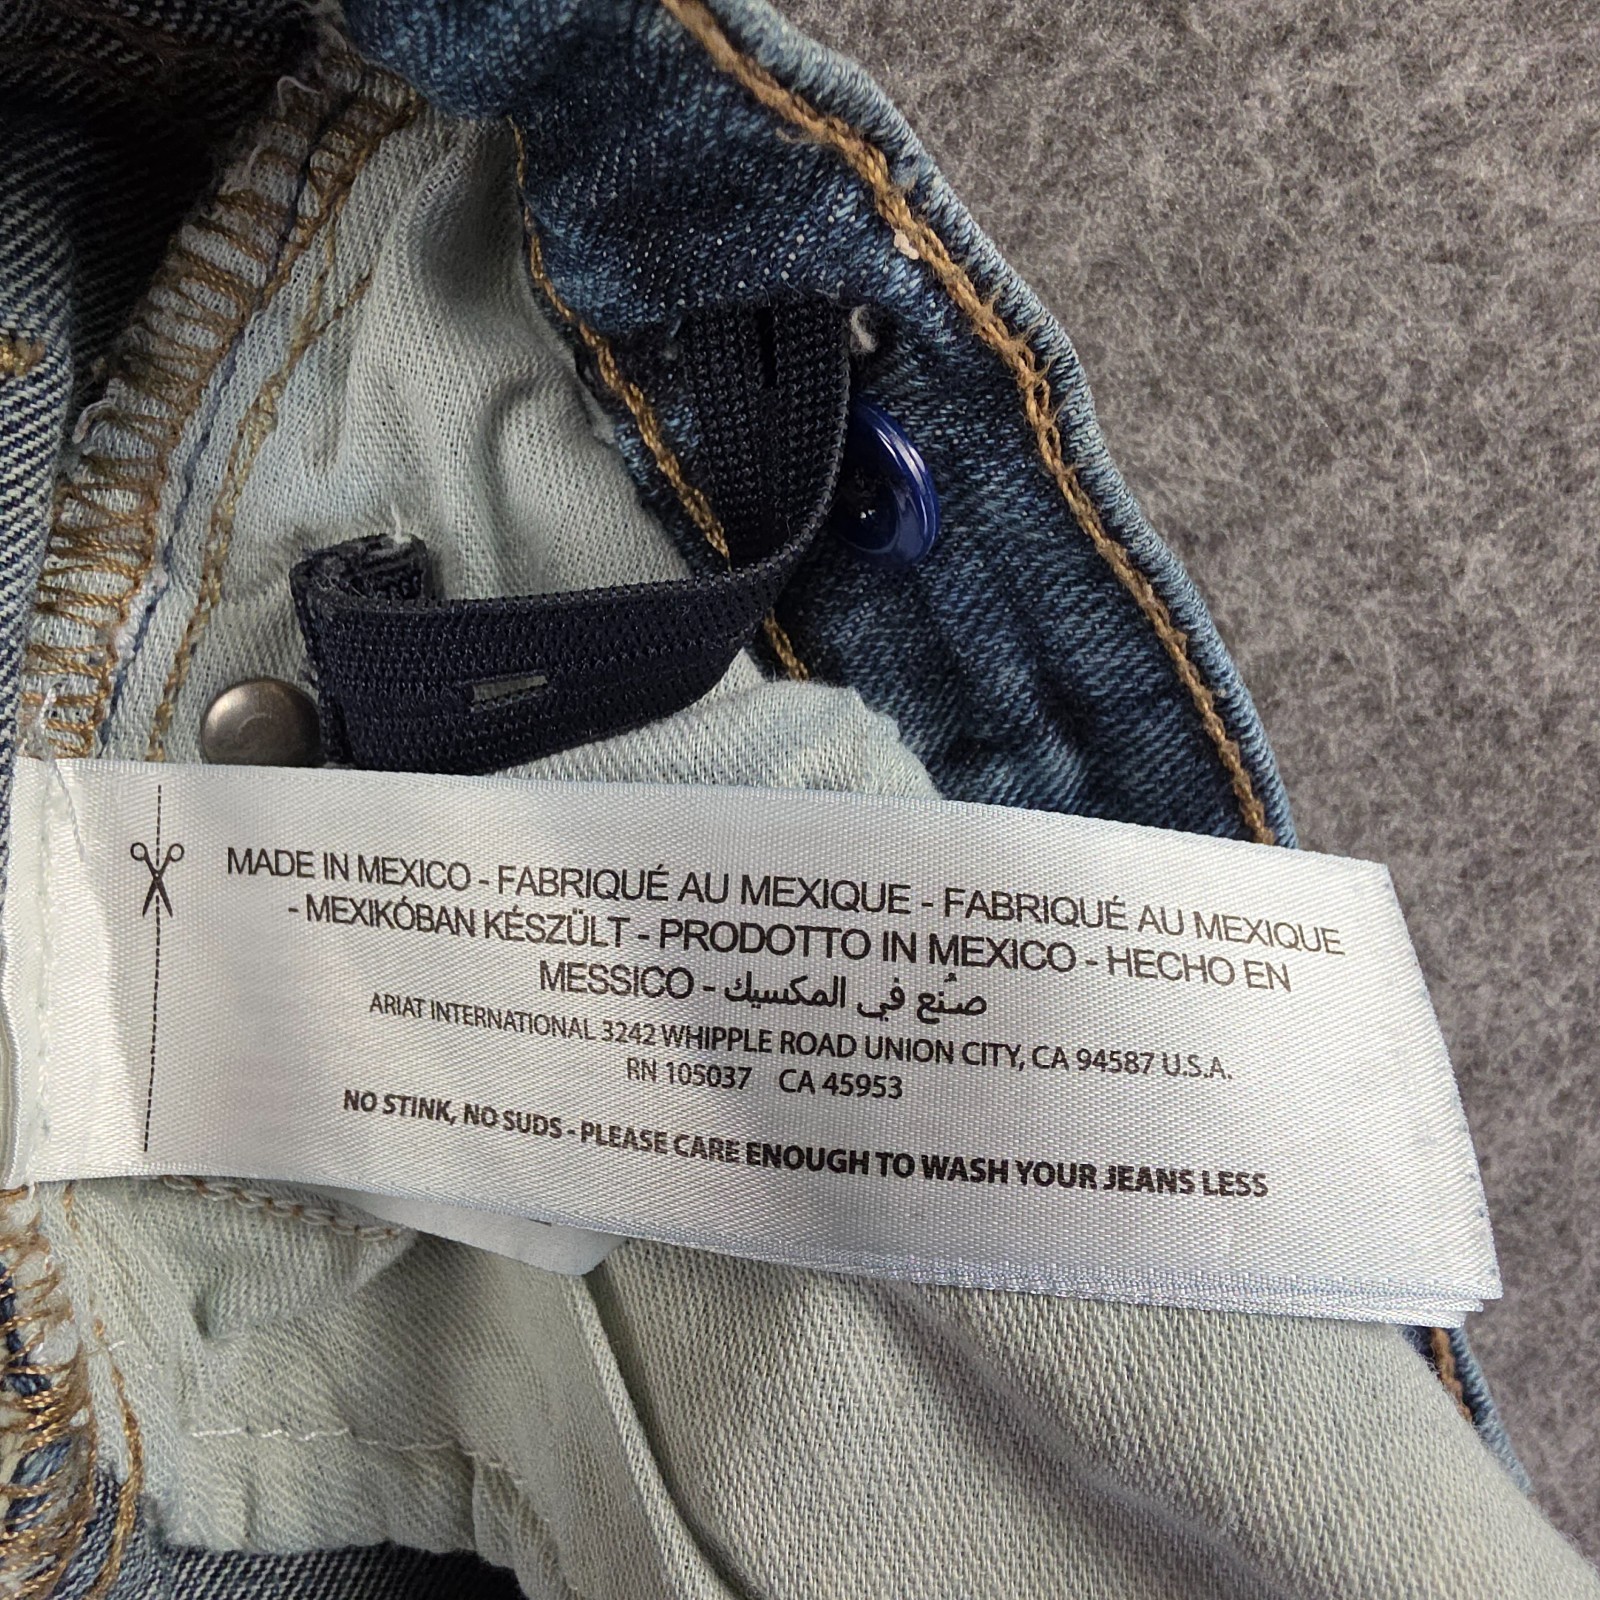 MADE IN MEXICO - FABRIQUÉ AU MEXIQUE - FABRIQUÉ AU MEXIQUE
- MEXIKÓBAN KÉSZÜLT - PRODOTTO IN MEXICO - HECHO EN
MESSICO - صُنع في المكسيك
ARIAT INTERNATIONAL 3242 WHIPPLE ROAD UNION CITY, CA 94587 U.S.A.
RN 105037 CA 45953
NO STINK, NO SUDS - PLEASE CARE ENOUGH TO WASH YOUR JEANS LESS